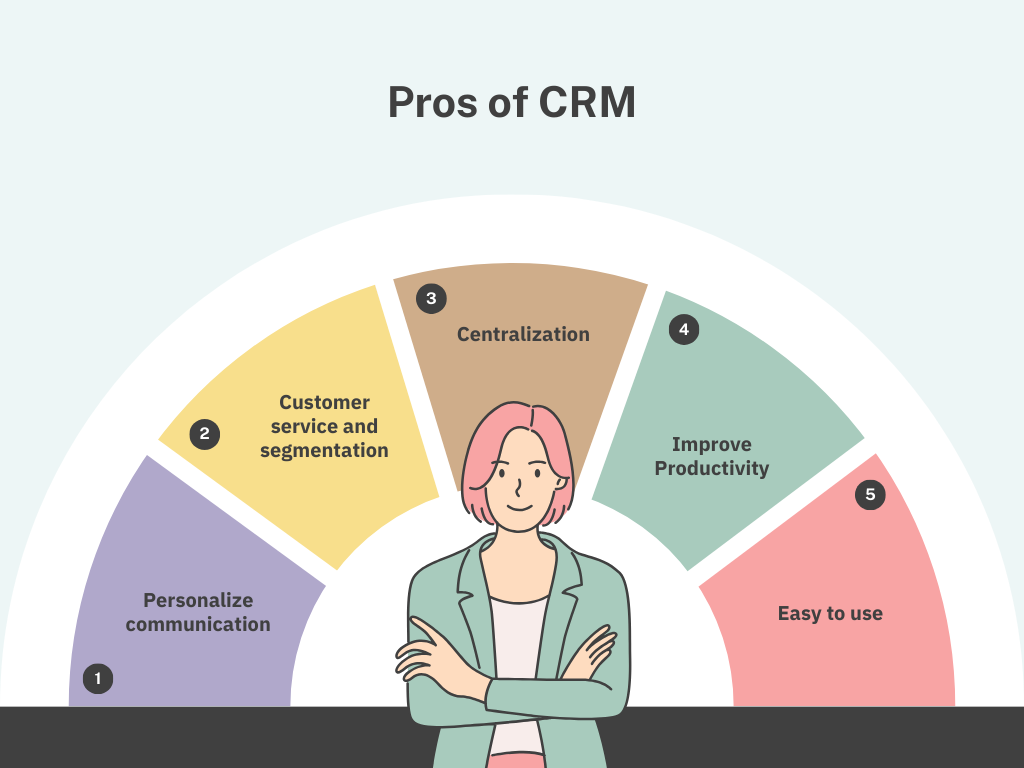 Pros of CRM
1
Personalize
communication
2
Customer
service and
segmentation
3
Centralization
4
Improve
Productivity
5
Easy to use